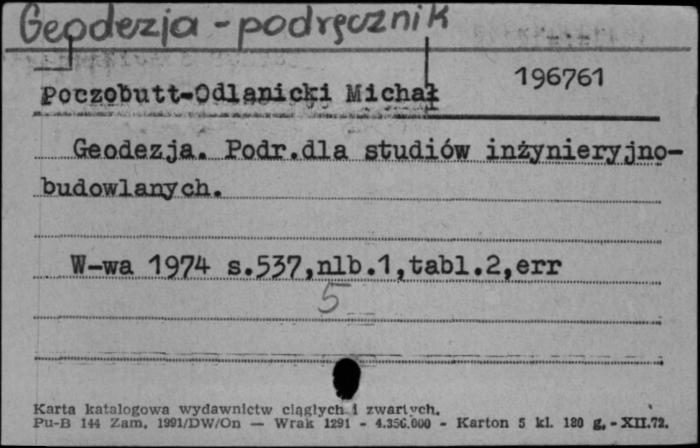 Geodezja - podręcznik
196761
Poczobutt-Odlanicki Michał
Geodezja. Podr.dla studiów inżynieryjno-
budowlanych.
W-wa 1974 s.537,nlb.1,tabl.2,err
5
Karta katalogowa wydawnictw ciągłych i zwartych.
Pu-B 144 Zam. 1991/DW/On — Wrak 1291 - 4.356.000 - Karton 5 kl. 180 g. - XII.72.